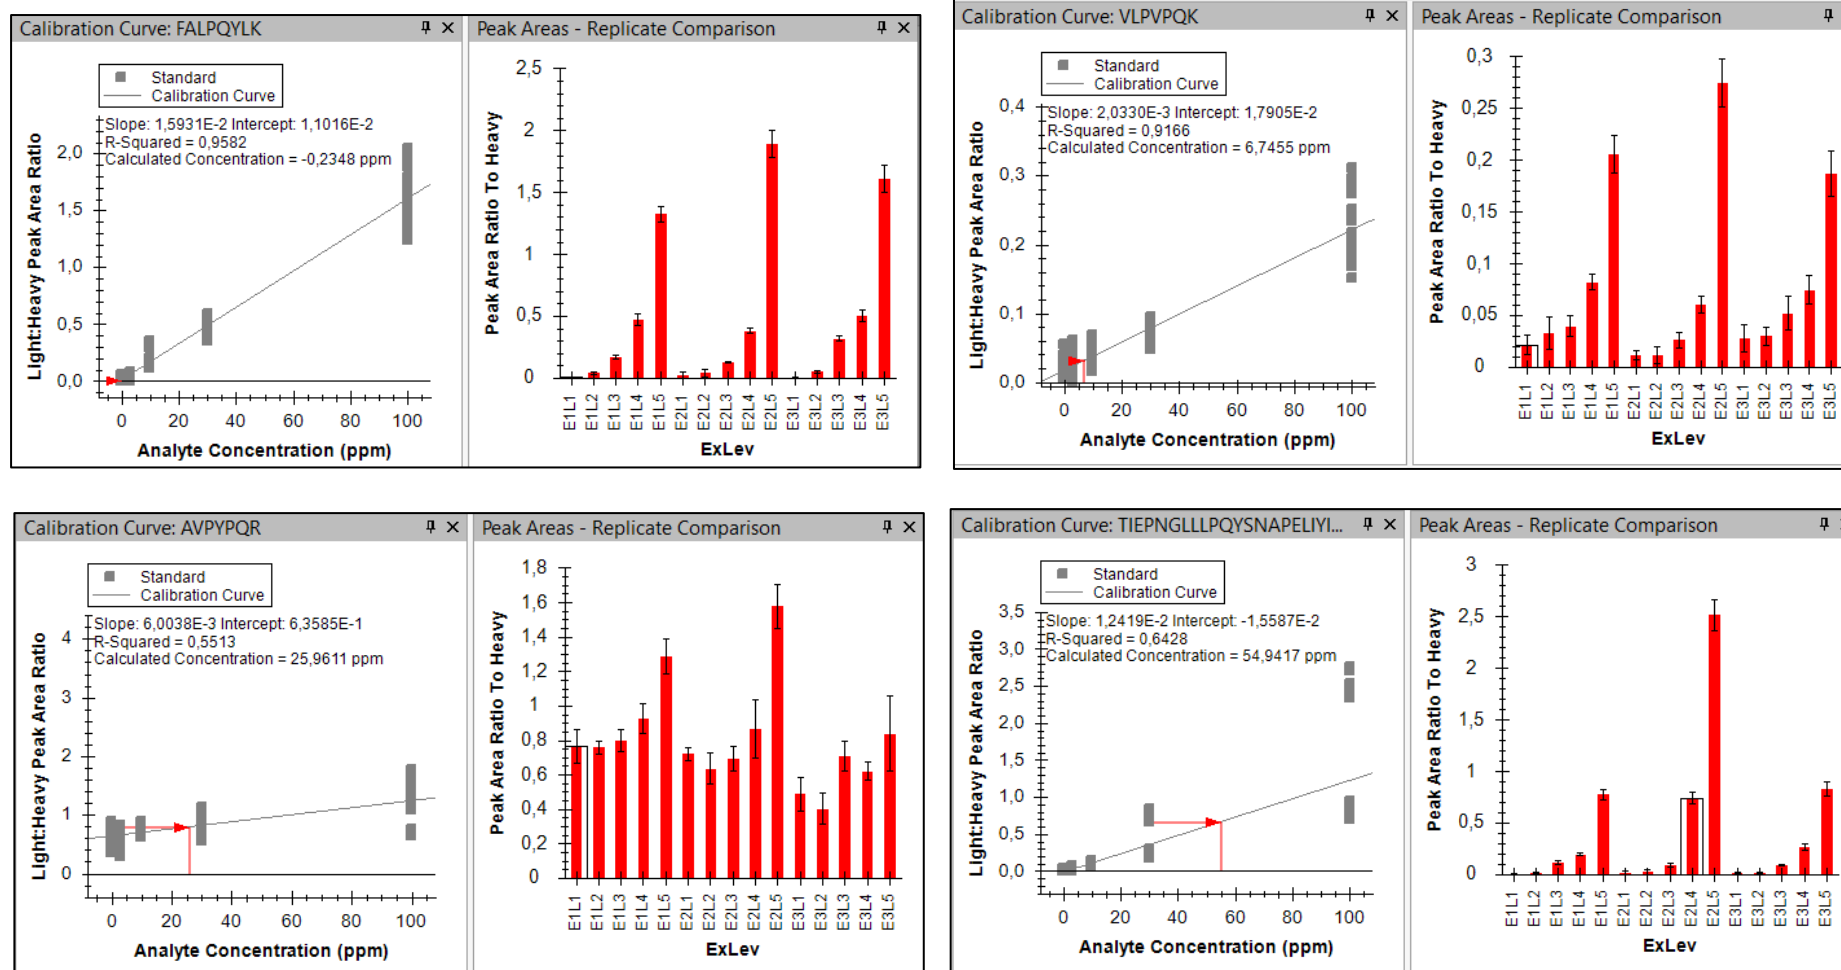 Calibration Curve: FALPQYLK
Standard
Calibration Curve
Slope: 1,5931E-2 Intercept: 1,1016E-2
R-Squared = 0,9582
Calculated Concentration = -0,2348 ppm
Light:Heavy Peak Area Ratio
2,0
1,5
1,0
0,5
0,0
0 20 40 60 80 100
Analyte Concentration (ppm)
Peak Areas - Replicate Comparison
Peak Area Ratio To Heavy
2,5
2
1,5
1
0,5
0
E1L1 E1L2 E1L3 E1L4 E1L5 E2L1 E2L2 E2L3 E2L4 E2L5 E3L1 E3L2 E3L3 E3L4 E3L5
ExLev
Calibration Curve: VLPVPQK
Standard
Calibration Curve
Slope: 2,0330E-3 Intercept: 1,7905E-2
R-Squared = 0,9166
Calculated Concentration = 6,7455 ppm
Light:Heavy Peak Area Ratio
0,4
0,3
0,2
0,1
0,0
0 20 40 60 80 100
Analyte Concentration (ppm)
Peak Areas - Replicate Comparison
Peak Area Ratio To Heavy
0,3
0,25
0,2
0,15
0,1
0,05
0
E1L1 E1L2 E1L3 E1L4 E1L5 E2L1 E2L2 E2L3 E2L4 E2L5 E3L1 E3L2 E3L3 E3L4 E3L5
ExLev
Calibration Curve: AVPYPQR
Standard
Calibration Curve
Slope: 6,0038E-3 Intercept: 6,3585E-1
R-Squared = 0,5513
Calculated Concentration = 25,9611 ppm
Light:Heavy Peak Area Ratio
4
3
2
1
0
0 20 40 60 80 100
Analyte Concentration (ppm)
Peak Areas - Replicate Comparison
Peak Area Ratio To Heavy
1,8
1,6
1,4
1,2
1
0,8
0,6
0,4
0,2
0
E1L1 E1L2 E1L3 E1L4 E1L5 E2L1 E2L2 E2L3 E2L4 E2L5 E3L1 E3L2 E3L3 E3L4 E3L5
ExLev
Calibration Curve: TIEPNGLLLPQYSNAPELIYI...
Standard
Calibration Curve
Slope: 1,2419E-2 Intercept: -1,5587E-2
R-Squared = 0,6428
Calculated Concentration = 54,9417 ppm
Light:Heavy Peak Area Ratio
3,5
3,0
2,5
2,0
1,5
1,0
0,5
0,0
0 20 40 60 80 100
Analyte Concentration (ppm)
Peak Areas - Replicate Comparison
Peak Area Ratio To Heavy
3
2,5
2
1,5
1
0,5
0
E1L1 E1L2 E1L3 E1L4 E1L5 E2L1 E2L2 E2L3 E2L4 E2L5 E3L1 E3L2 E3L3 E3L4 E3L5
ExLev